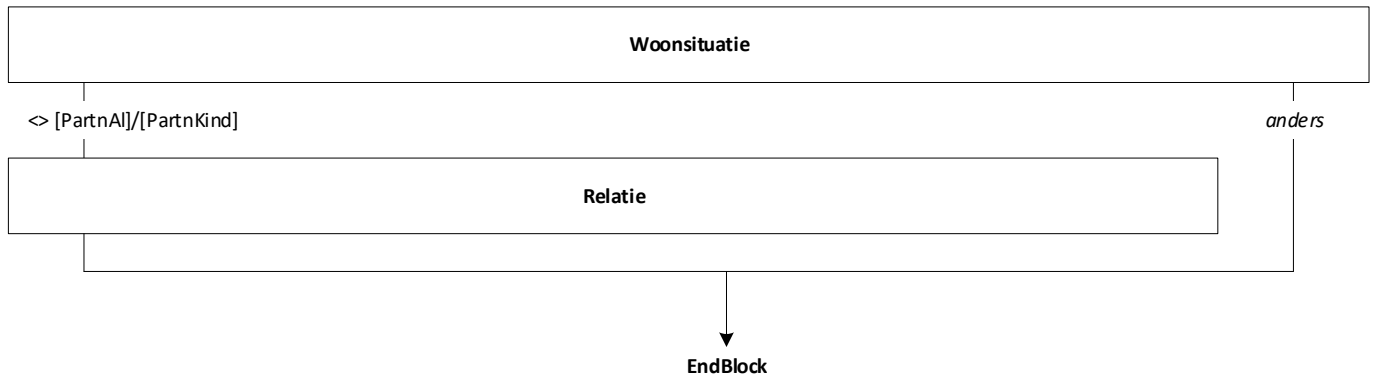 Woonsituatie
<> [PartnAl]/[PartnKind]
anders
Relatie
EndBlock